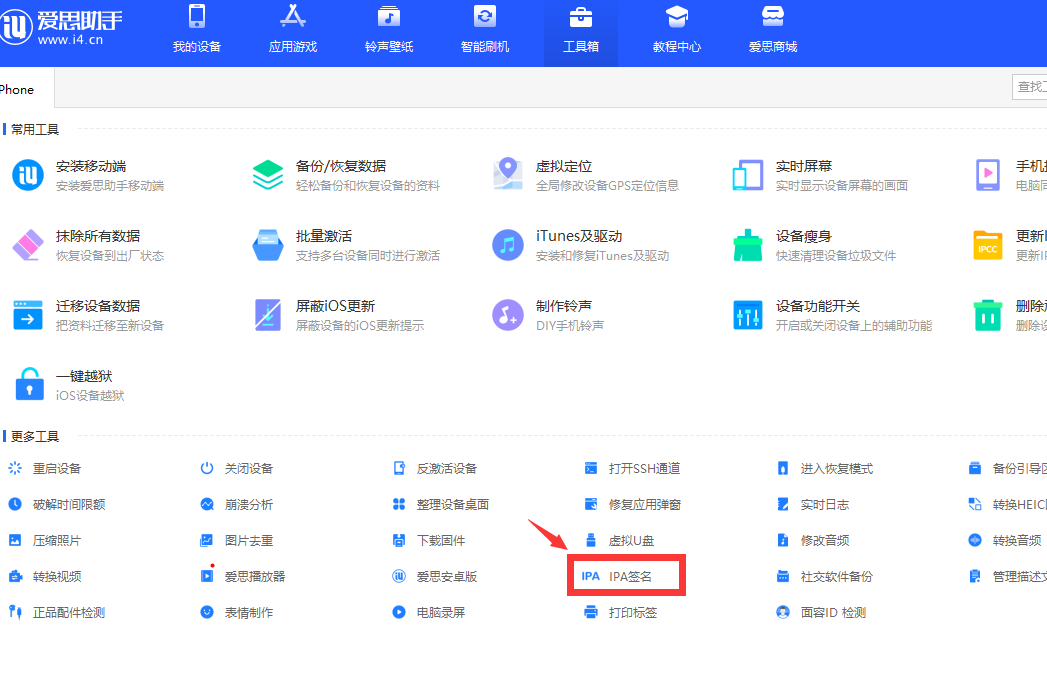 爱思助手
www.i4.cn
我的设备
应用游戏
铃声壁纸
智能刷机
工具箱
教程中心
爱思商城
Phone
查找工
常用工具
安装移动端
安装爱思助手移动端
备份/恢复数据
轻松备份和恢复设备的资料
虚拟定位
全局修改设备GPS定位信息
实时屏幕
实时显示设备屏幕的画面
手机
电脑同
抹除所有数据
恢复设备到出厂状态
批量激活
支持多台设备同时进行激活
iTunes及驱动
安装和修复iTunes及驱动
设备瘦身
快速清理设备垃圾文件
IPCC
更新
更新
迁移设备数据
把资料迁移至新设备
屏蔽iOS更新
屏蔽设备的iOS更新提示
制作铃声
DIY手机铃声
设备功能开关
开启或关闭设备上的辅助功能
删除
删除
一键越狱
iOS设备越狱
更多工具
重启设备
关闭设备
反激活设备
打开SSH通道
进入恢复模式
备份引导区
破解时间限额
崩溃分析
整理设备桌面
修复应用弹窗
实时日志
转换HEIC
压缩照片
图片去重
下载固件
虚拟U盘
修改音频
转换音频
转换视频
爱思播放器
爱思安卓版
IPA IPA签名
社交软件备份
管理描述文
正品配件检测
表情制作
电脑录屏
打印标签
面容ID 检测